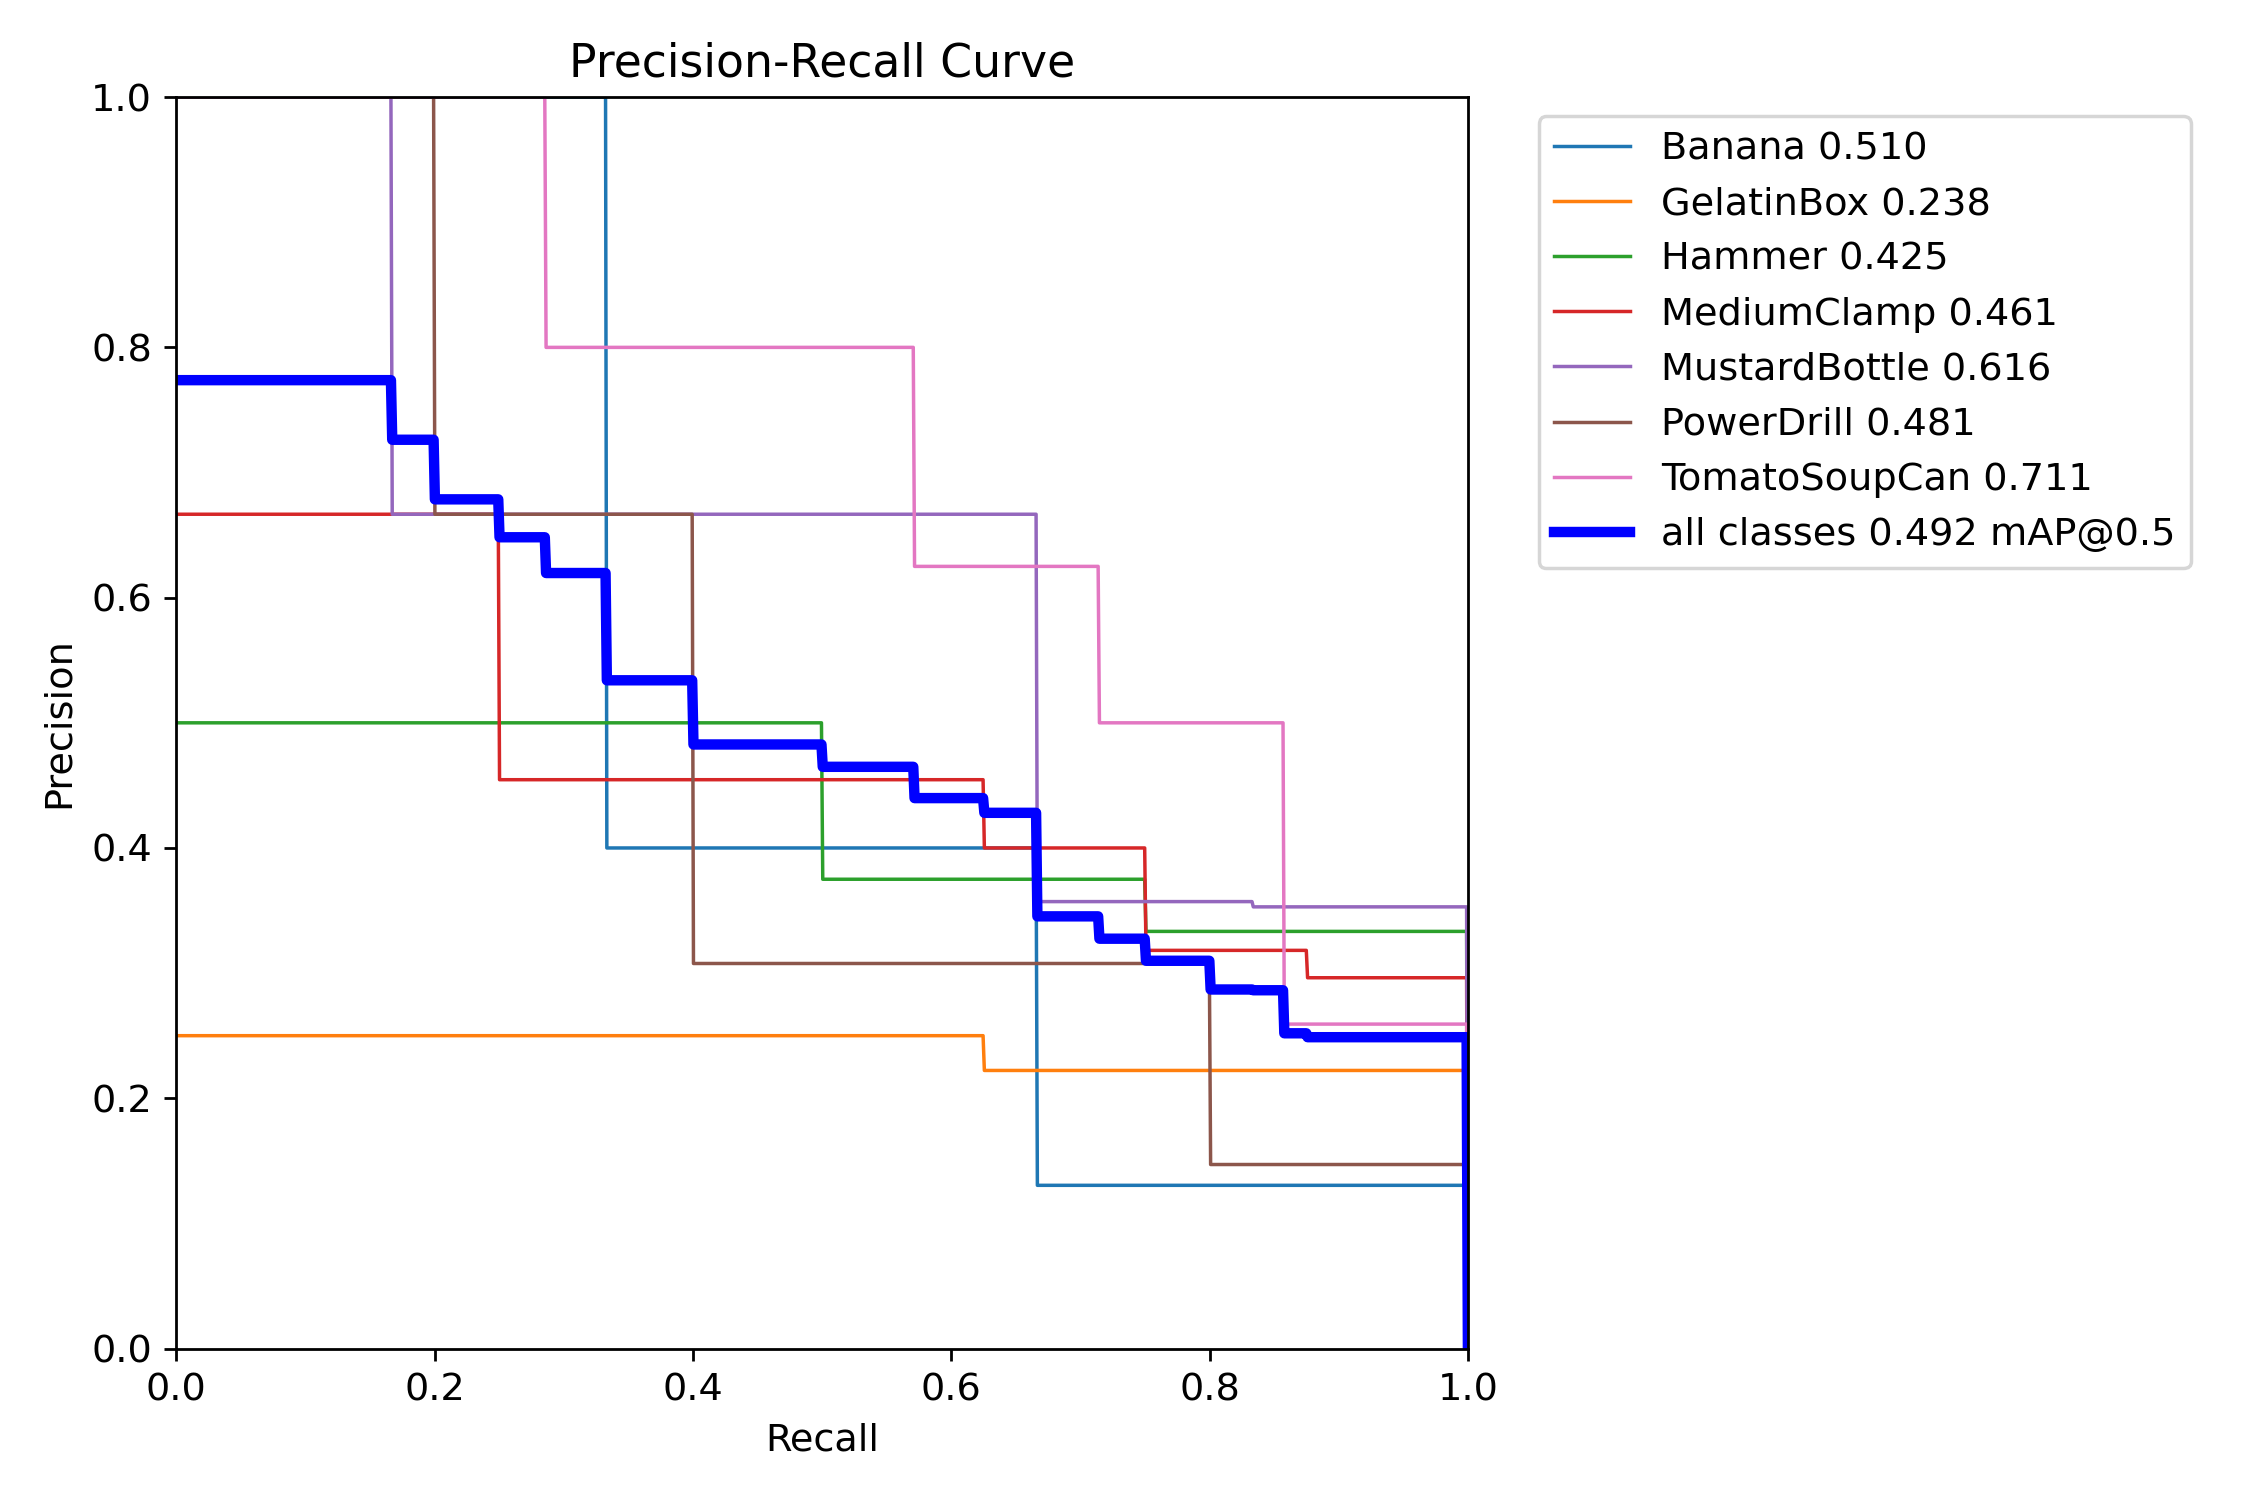 Precision-Recall Curve
1.0
0.8
0.6
0.4
0.2
0.0
Precision
0.0 0.2 0.4 0.6 0.8 1.0
Recall
Banana 0.510
GelatinBox 0.238
Hammer 0.425
MediumClamp 0.461
MustardBottle 0.616
PowerDrill 0.481
TomatoSoupCan 0.711
all classes 0.492 mAP@0.5